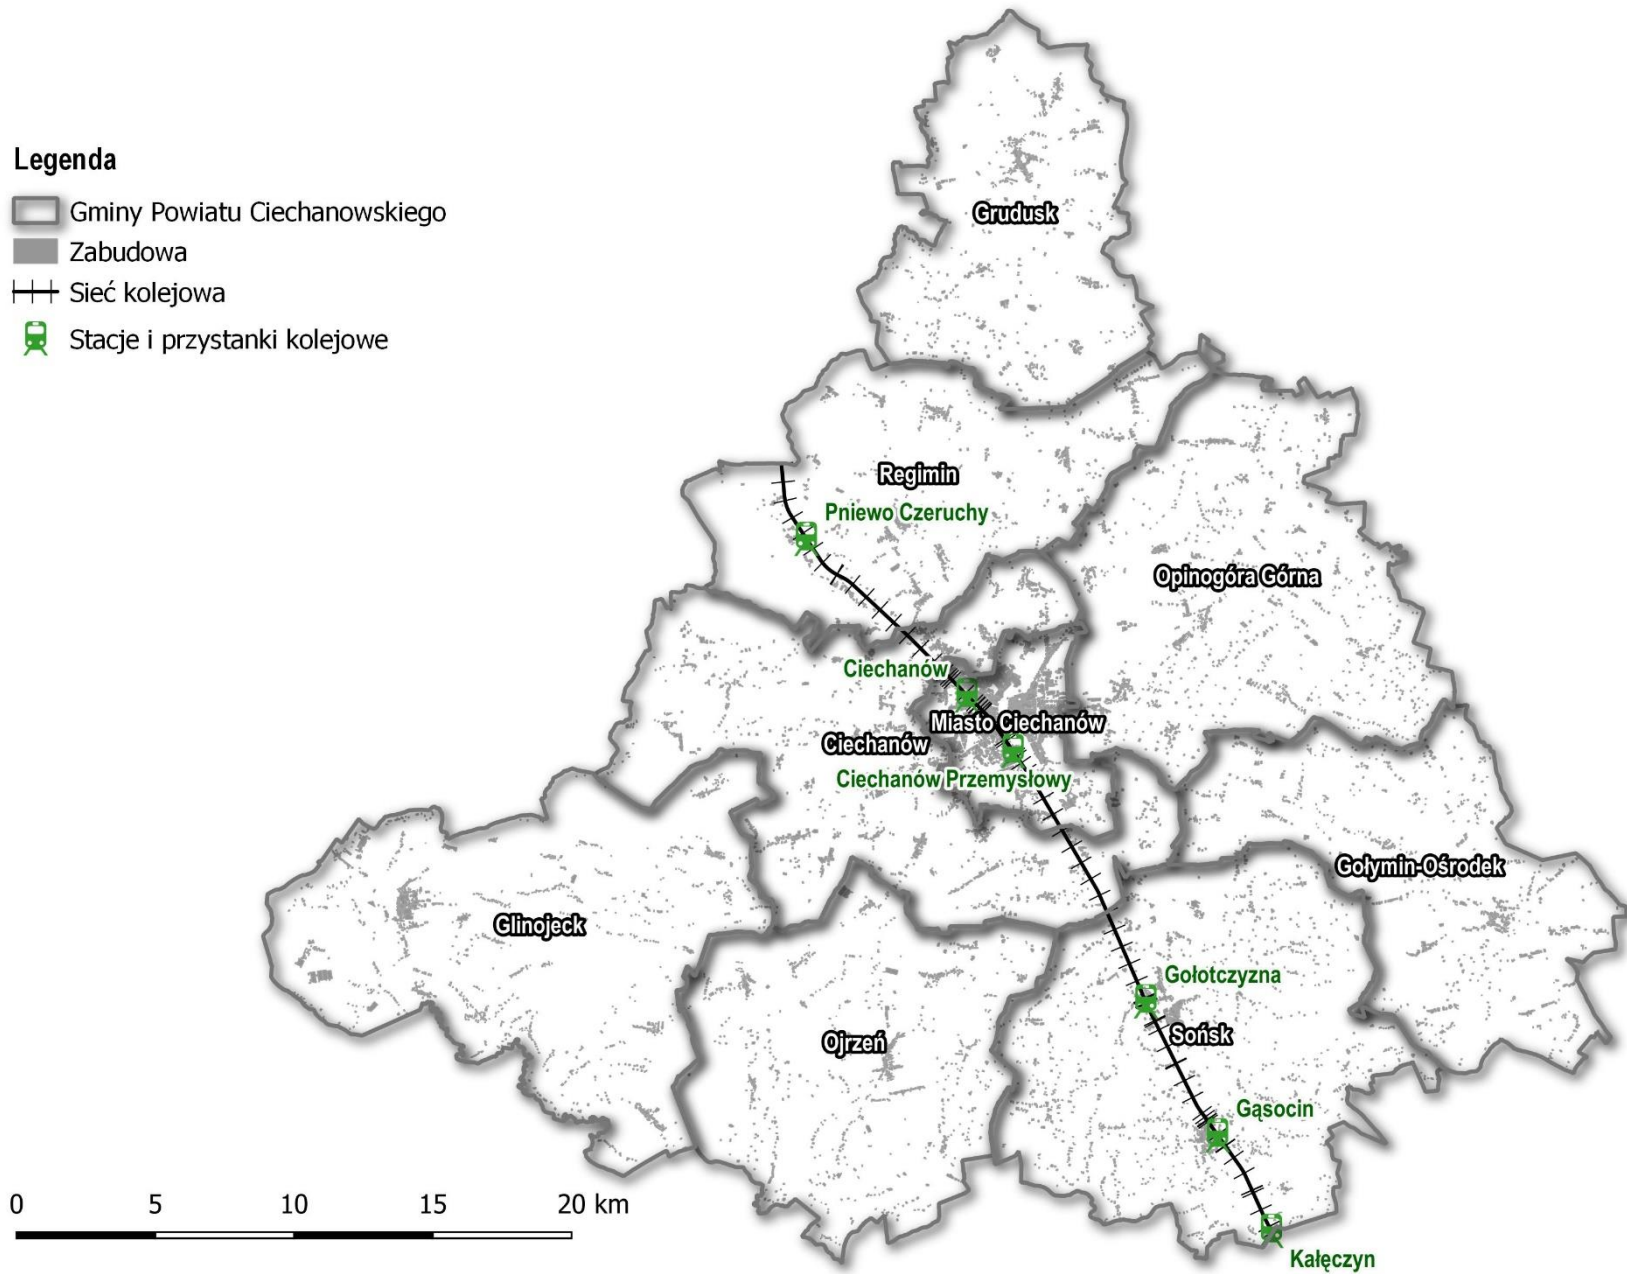 Legenda
Gminy Powiatu Ciechanowskiego
Zabudowa
Sieć kolejowa
Stacje i przystanki kolejowe
Grudusk
Regimin
Pniewo Czeruchy
Opinogóra Górna
Ciechanów
Miasto Ciechanów
Ciechanów
Ciechanów Przemysłowy
Gołymin-Ośrodek
Glinojeck
Gołotczyzna
Sońsk
Ojrzeń
Gąsocin
0 5 10 15 20 km
Kałęczyn